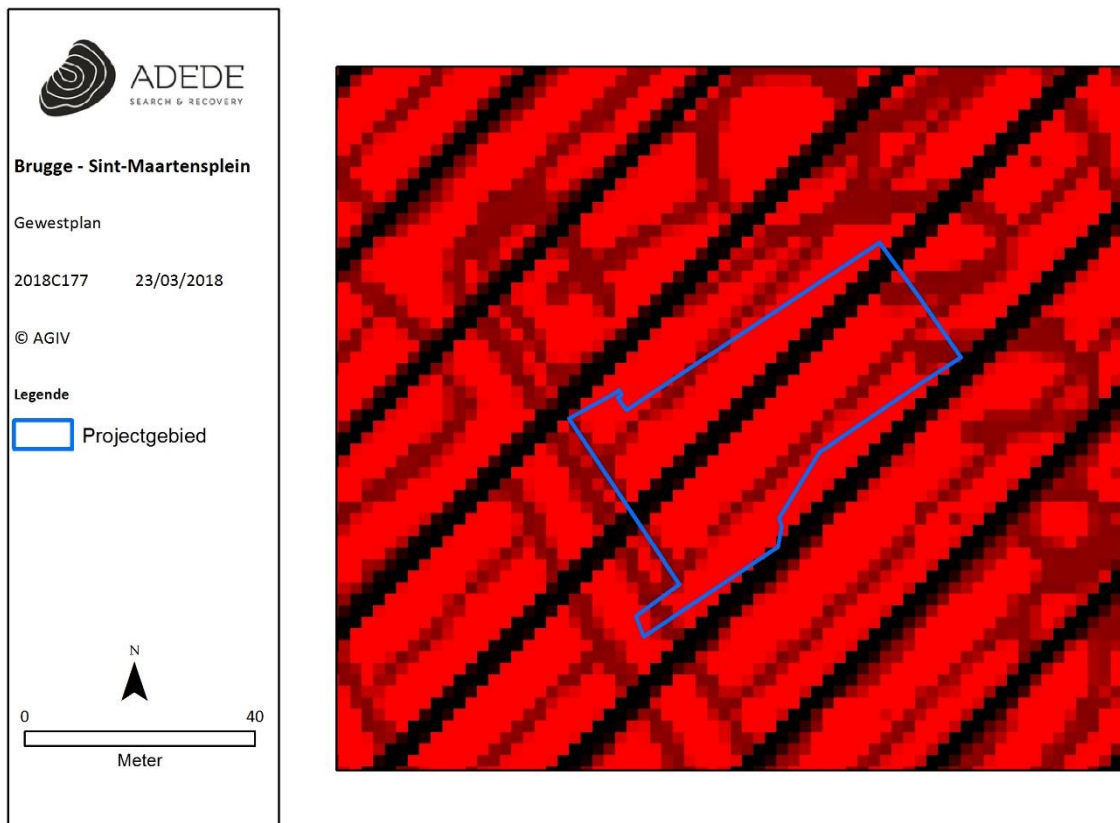 ADEDE
SEARCH & RECOVERY
Brugge - Sint-Maartensplein
Gewestplan
2018C177 23/03/2018
© AGIV
Legende
Projectgebied
N
0 40
Meter